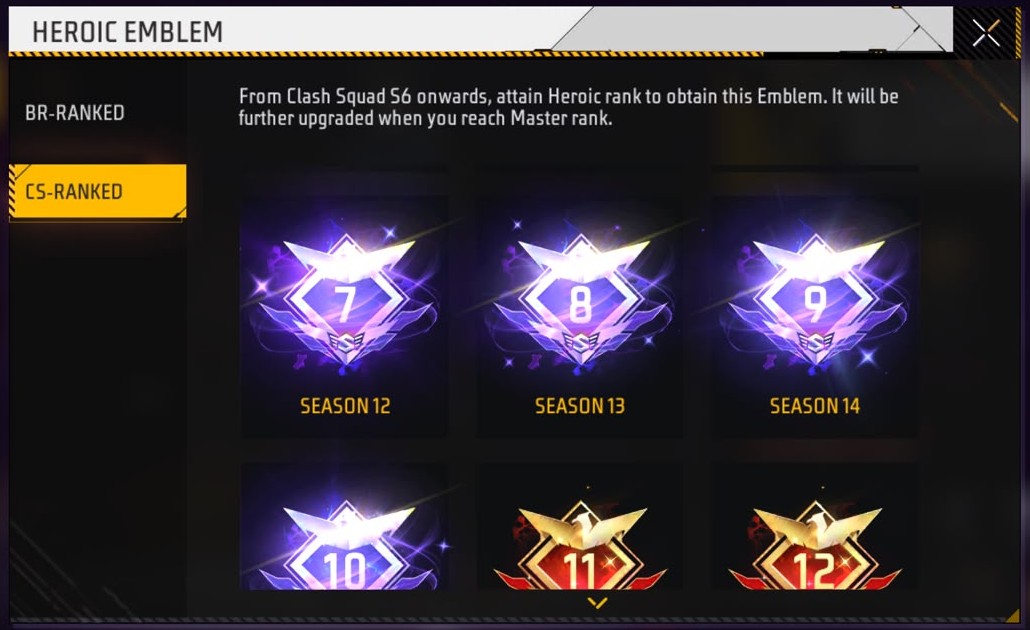 HEROIC EMBLEM
BR-RANKED
CS-RANKED
From Clash Squad S6 onwards, attain Heroic rank to obtain this Emblem. It will be
further upgraded when you reach Master rank.
7
8
9
SEASON 12
SEASON 13
SEASON 14
10
11
12